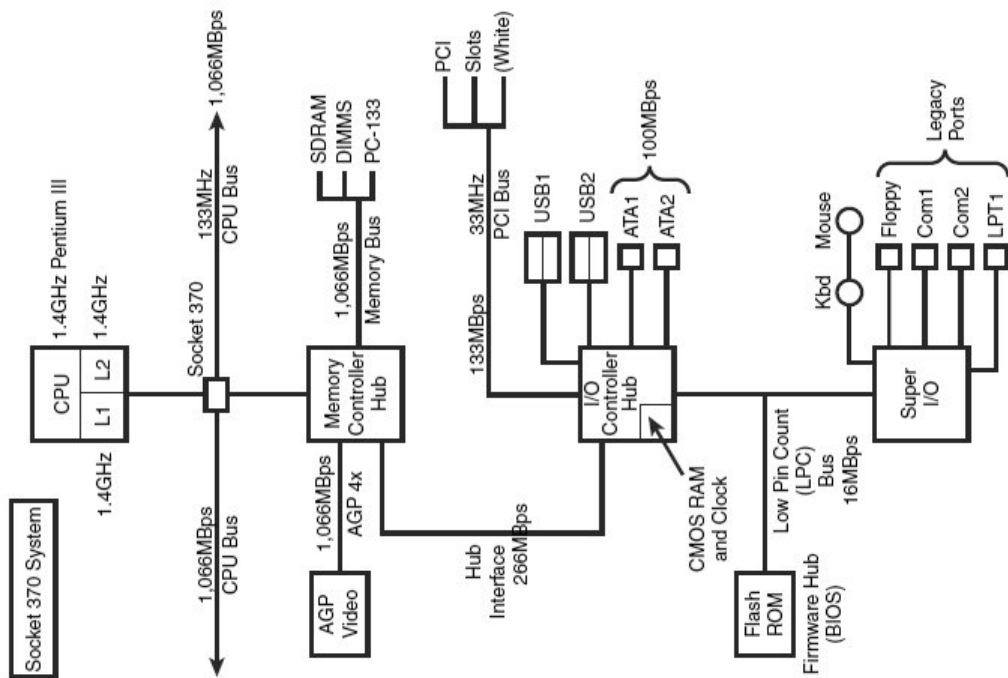 Socket 370 System
CPU
L1
L2
1.4GHz Pentium III
1.4GHz
1.4GHz
Socket 370
1,066MBps
CPU Bus
133MHz
CPU Bus
1,066MBps
Memory
Controller
Hub
1,066MBps
AGP 4x
AGP
Video
1,066MBps
Memory Bus
SDRAM
DIMMS
PC-133
Hub
Interface
266MBps
133MBps
33MHz
PCI Bus
PCI
Slots
(White)
I/O
Controller
Hub
CMOS RAM
and Clock
USB1
USB2
ATA1
ATA2
100MBps
Low Pin Count
(LPC)
Bus
16MBps
Flash
ROM
Firmware Hub
(BIOS)
Super
I/O
Kbd
Mouse
Floppy
Com1
Com2
LPT1
Legacy
Ports